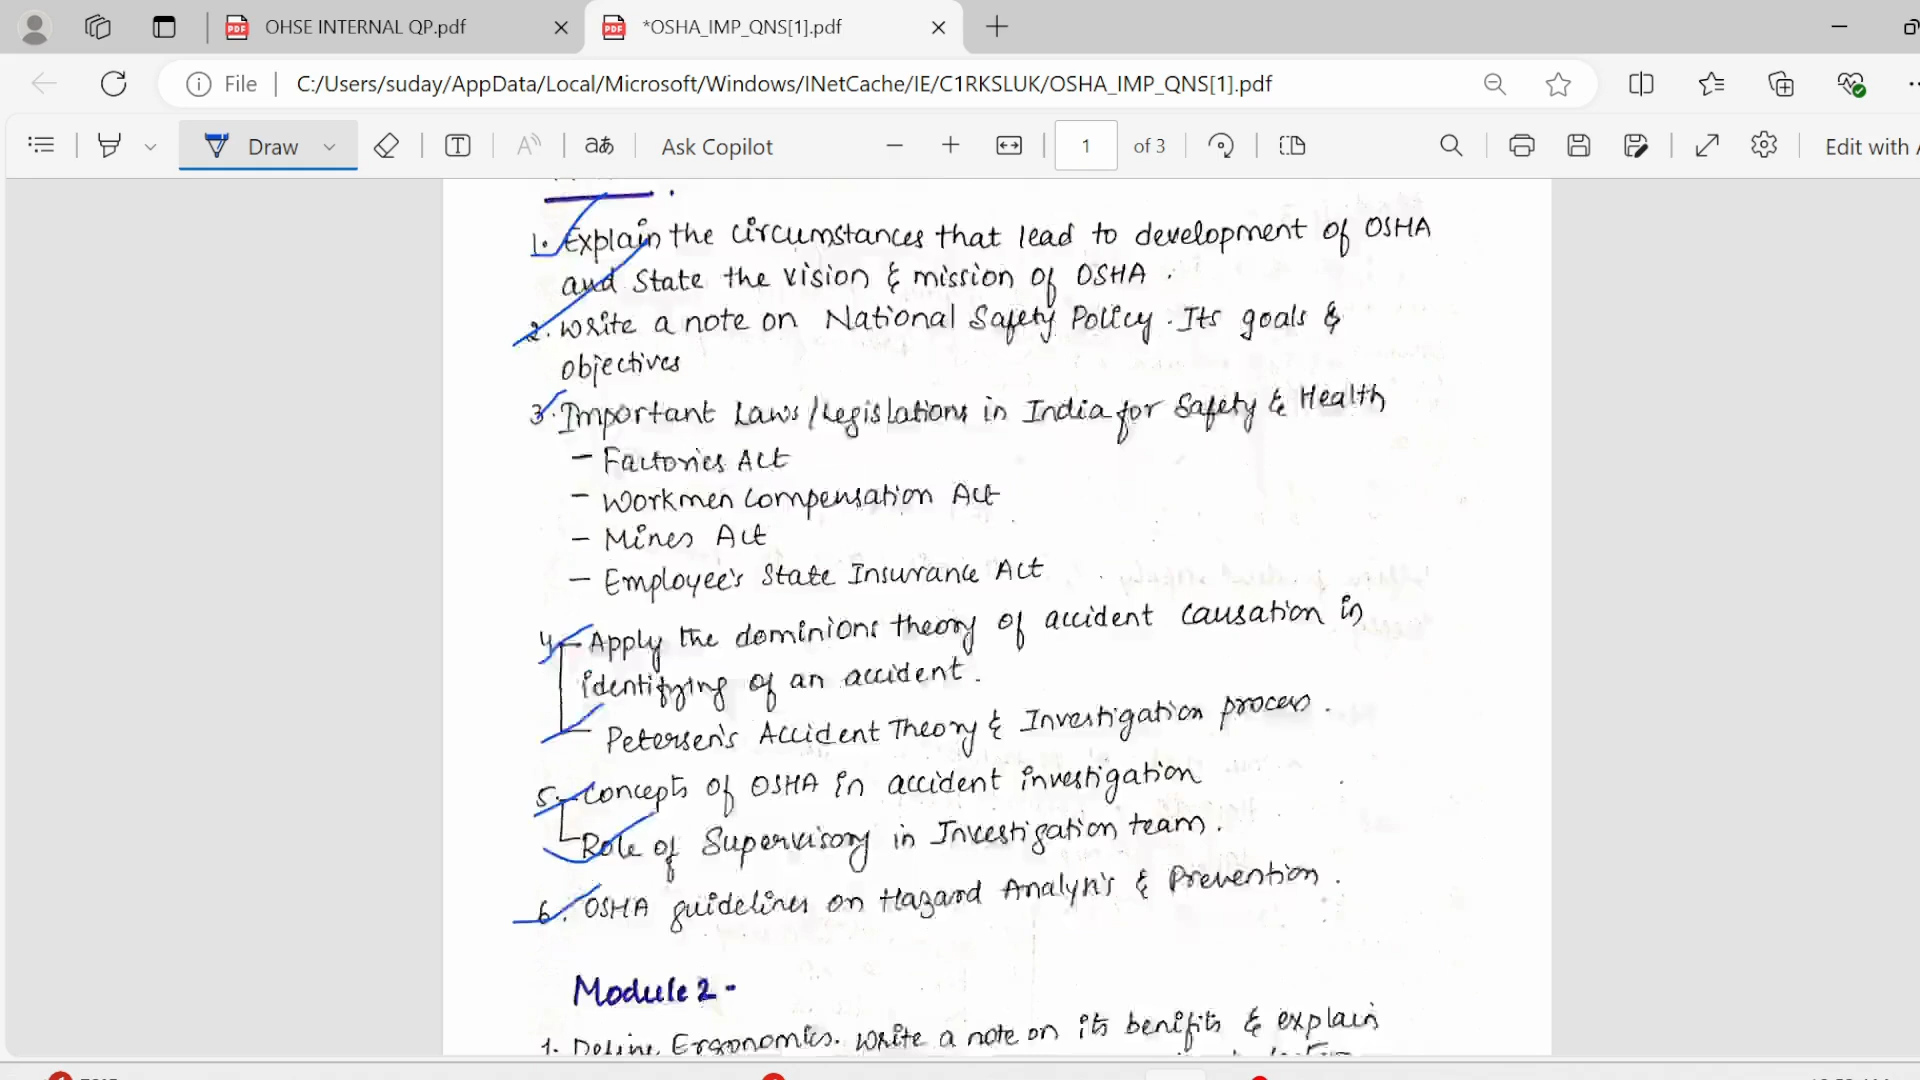 OHSE INTERNAL QP.pdf
*OSHA_IMP_QNS[1].pdf
File
C:/Users/suday/AppData/Local/Microsoft/Windows/INetCache/IE/C1RKSLUK/OSHA_IMP_QNS[1].pdf
Draw
Ask Copilot
1 of 3
Edit with
1. Explain the circumstances that lead to development of OSHA
and State the vision & mission of OSHA .
2. Write a note on National Safety Policy . Its goals &
objectives
3. Important Laws/Legislations in India for Safety & Health
- Factories Act
- Workmen Compensation Act
- Mines Act
- Employee's State Insurance Act
4. Apply the dominions theory of accident causation in
identifying of an accident .
Petersen's Accident Theory & Investigation process .
5. Concepts of OSHA in accident investigation
Role of Supervisory in Investigation team .
6. OSHA guidelines on Hazard Analysis & Prevention .
Module 2 -
1. Define Ergonomics. Write a note on its benifits & explain